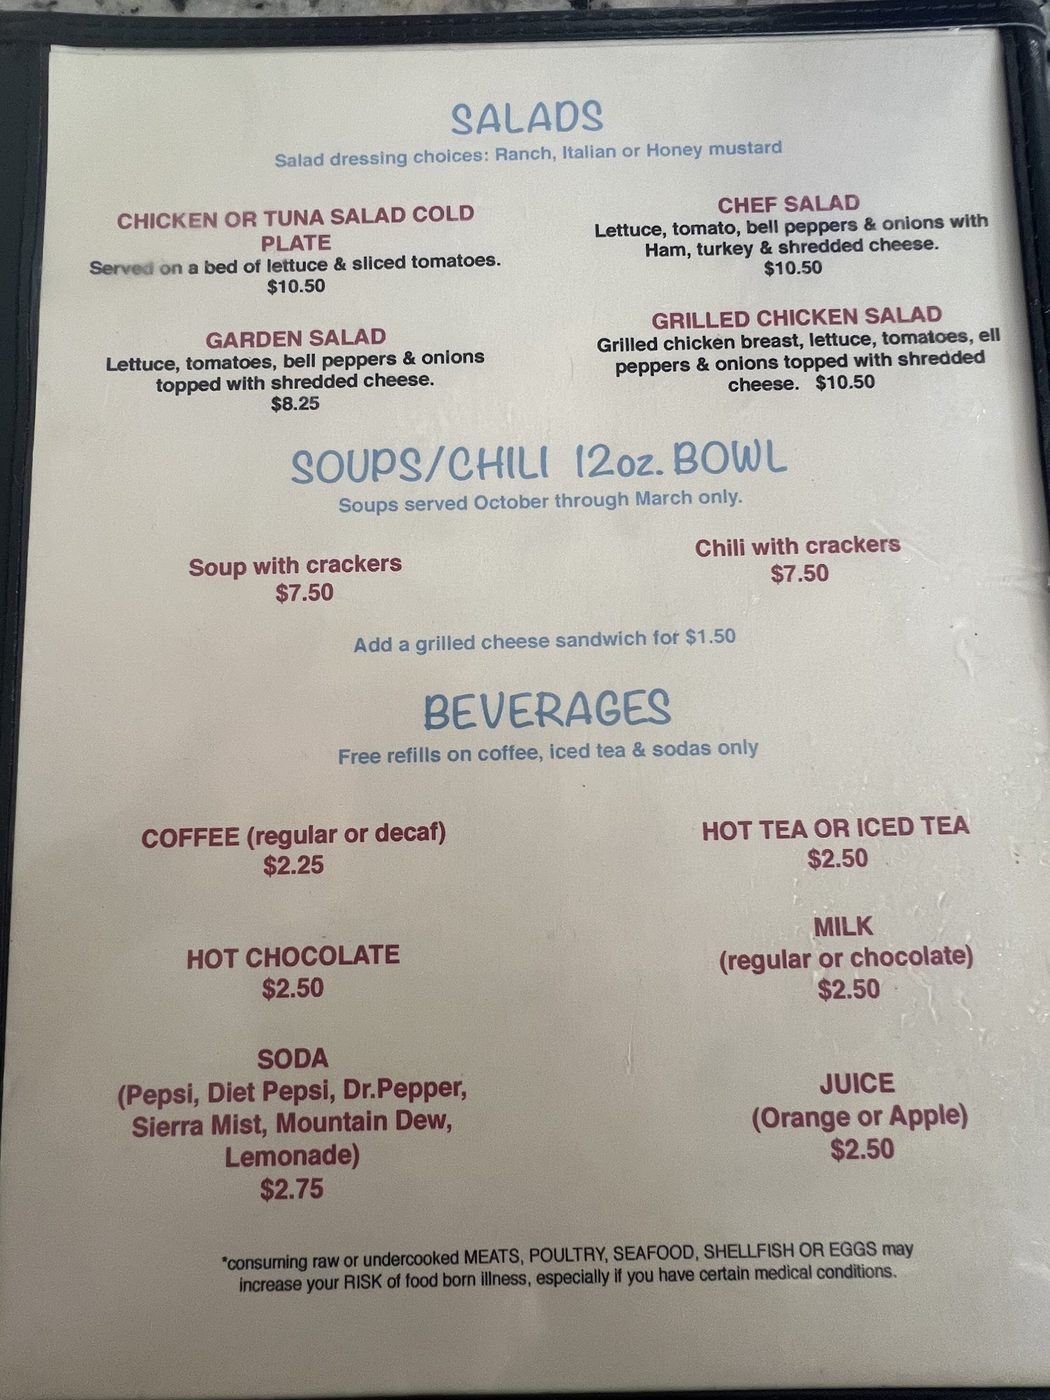 SALADS
Salad dressing choices: Ranch, Italian or Honey mustard
CHICKEN OR TUNA SALAD COLD
PLATE
Served on a bed of lettuce & sliced tomatoes.
$10.50
CHEF SALAD
Lettuce, tomato, bell peppers & onions with
Ham, turkey & shredded cheese.
$10.50
GARDEN SALAD
Lettuce, tomatoes, bell peppers & onions
topped with shredded cheese.
$8.25
GRILLED CHICKEN SALAD
Grilled chicken breast, lettuce, tomatoes, ell
peppers & onions topped with shredded
cheese. $10.50
SOUPS/CHILI 12oz. BOWL
Soups served October through March only.
Soup with crackers
$7.50
Chili with crackers
$7.50
Add a grilled cheese sandwich for $1.50
BEVERAGES
Free refills on coffee, iced tea & sodas only
COFFEE (regular or decaf)
$2.25
HOT TEA OR ICED TEA
$2.50
HOT CHOCOLATE
$2.50
MILK
(regular or chocolate)
$2.50
SODA
(Pepsi, Diet Pepsi, Dr.Pepper,
Sierra Mist, Mountain Dew,
Lemonade)
$2.75
JUICE
(Orange or Apple)
$2.50
*consuming raw or undercooked MEATS, POULTRY, SEAFOOD, SHELLFISH OR EGGS may
increase your RISK of food born illness, especially if you have certain medical conditions.